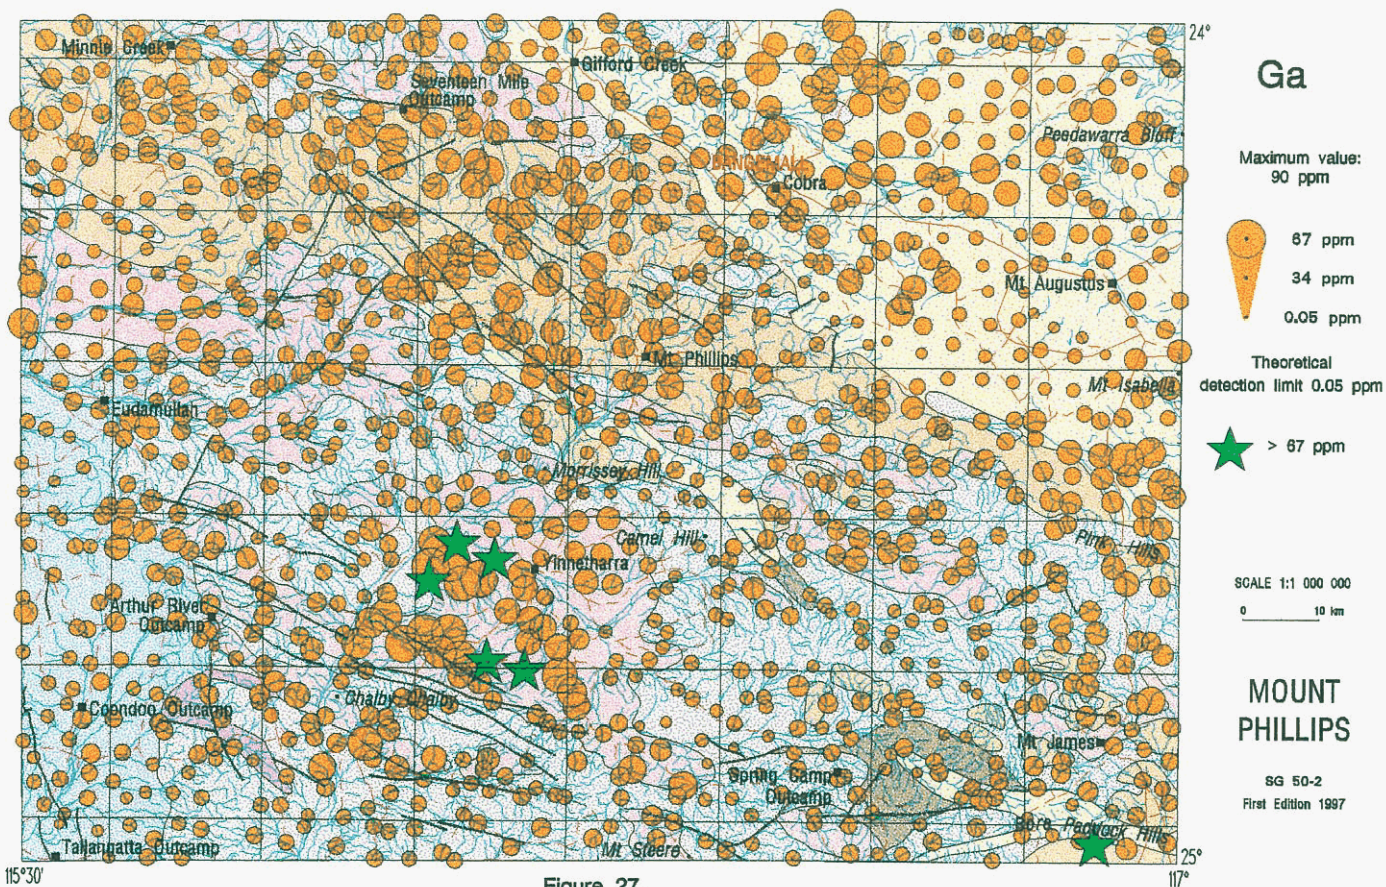 24°
Minnie Creek
Gifford Creek
Seventeen Mile
Outcamp
Peedawarra Bluff
BANGEMALL
Cobra
Mt Augustus
Mt Phillips
Mt Isabella
Eudamullah
Morrissey Hill
Camel Hill
Pink Hills
Yinnetharra
Arthur River
Outcamp
Chalby Chalby
Coondoo Outcamp
Mt James
Spring Camp
Outcamp
Paddock Hills
Tallangatta Outcamp
Mt Steere
25°
115°30'
117°
Figure 27
Ga
Maximum value:
90 ppm
67 ppm
34 ppm
0.05 ppm
Theoretical
detection limit 0.05 ppm
> 67 ppm
SCALE 1:1 000 000
0 10 km
MOUNT
PHILLIPS
SG 50-2
First Edition 1997